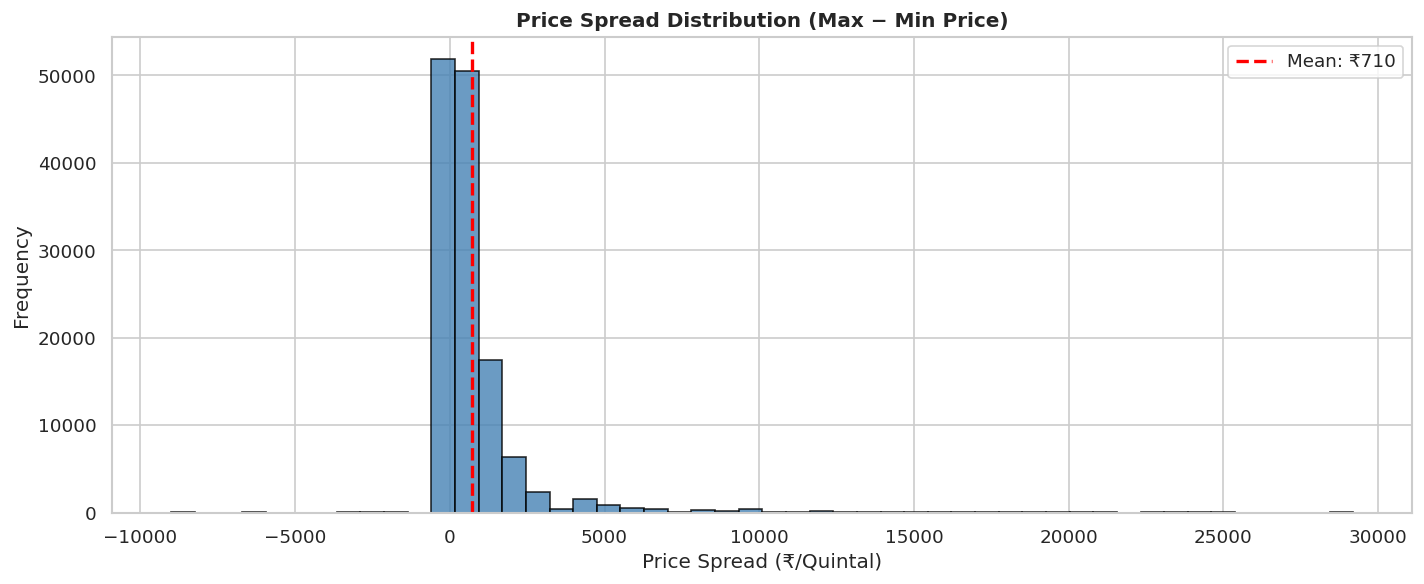 Price Spread Distribution (Max − Min Price)
Mean: ₹710
Frequency
50000
40000
30000
20000
10000
0
−10000 −5000 0 5000 10000 15000 20000 25000 30000
Price Spread (₹/Quintal)